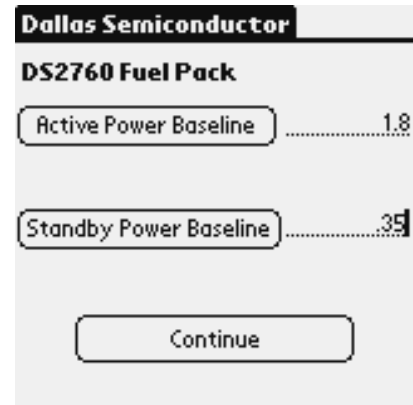 Dallas Semiconductor
DS2760 Fuel Pack
Active Power Baseline 1.8
Standby Power Baseline .35
Continue